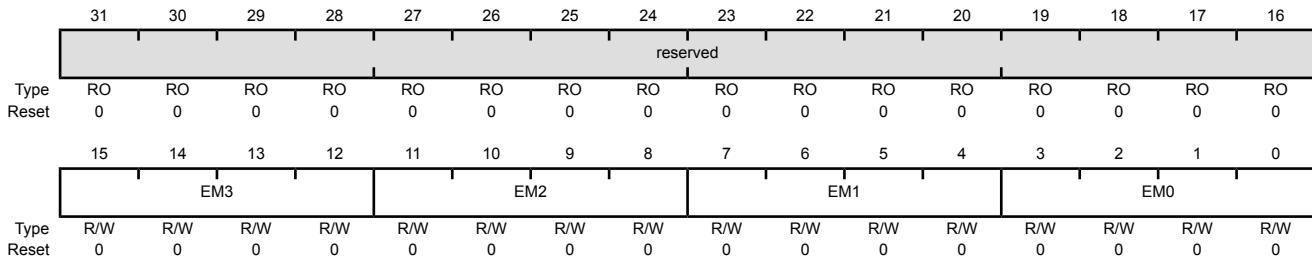 31 30 29 28 27 26 25 24 23 22 21 20 19 18 17 16
reserved
Type RO RO RO RO RO RO RO RO RO RO RO RO RO RO RO RO
Reset 0 0 0 0 0 0 0 0 0 0 0 0 0 0 0 0
15 14 13 12 11 10 9 8 7 6 5 4 3 2 1 0
EM3 EM2 EM1 EM0
Type R/W R/W R/W R/W R/W R/W R/W R/W R/W R/W R/W R/W R/W R/W R/W R/W
Reset 0 0 0 0 0 0 0 0 0 0 0 0 0 0 0 0